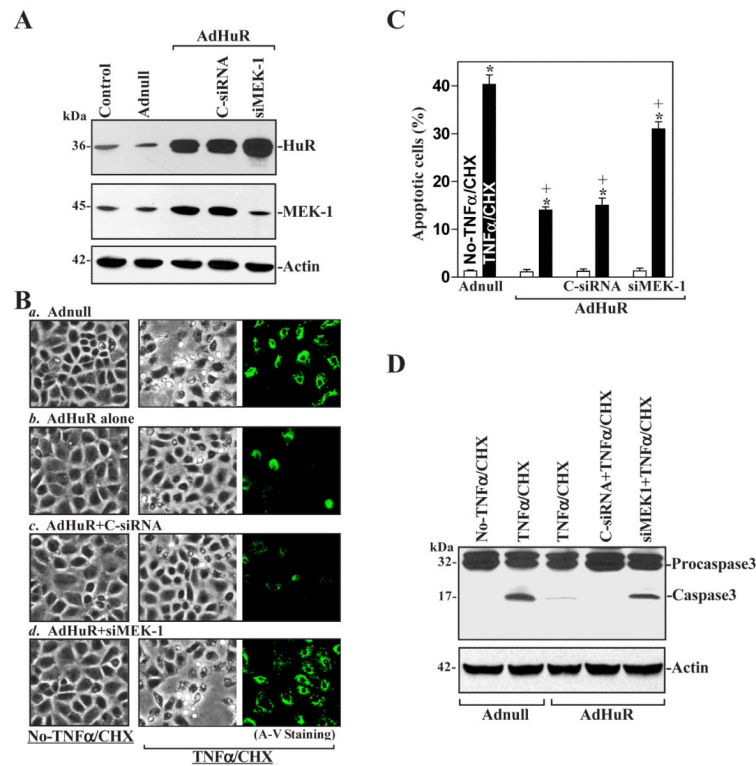 A
AdHuR
Control
Adnull
C-siRNA
siMEK-1
kDa
36-
-HuR
45-
-MEK-1
42-
-Actin
B
a. Adnull
b. AdHuR alone
c. AdHuR+C-siRNA
d. AdHuR+siMEK-1
No-TNFα/CHX
(A-V Staining)
TNFα/CHX
C
Apoptotic cells (%)
40
30
20
10
0
No-TNFα/CHX
TNFα/CHX
*
+
*
+
*
+
*
Adnull
C-siRNA
siMEK-1
AdHuR
D
No-TNFα/CHX
TNFα/CHX
TNFα/CHX
C-siRNA+TNFα/CHX
siMEK1+TNFα/CHX
kDa
32-
-Procaspase3
17-
-Caspase3
42-
-Actin
Adnull
AdHuR